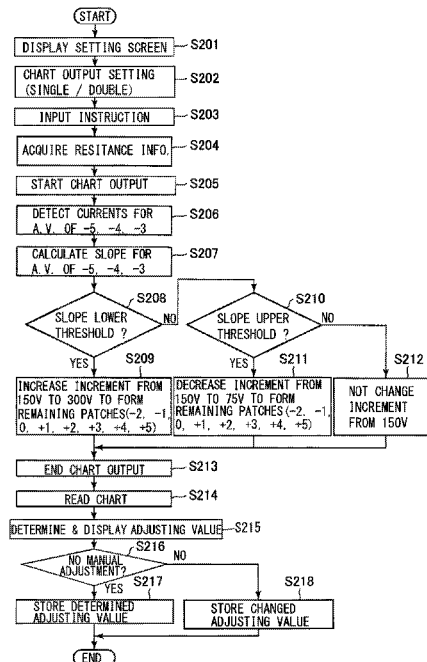 START
DISPLAY SETTING SCREEN
S201
CHART OUTPUT SETTING
(SINGLE / DOUBLE)
S202
INPUT INSTRUCTION
S203
ACQUIRE RESITANCE INFO.
S204
START CHART OUTPUT
S205
DETECT CURRENTS FOR
A.V. OF -5, -4, -3
S206
CALCULATE SLOPE FOR
A.V. OF -5, -4, -3
S207
S208
SLOPE LOWER
THRESHOLD ?
NO
YES
S210
SLOPE UPPER
THRESHOLD ?
NO
YES
S209
INCREASE INCREMENT FROM
150V TO 300V TO FORM
REMAINING PATCHES(-2, -1,
0, +1, +2, +3, +4, +5)
S211
DECREASE INCREMENT FROM
150V TO 75V TO FORM
REMAINING PATCHES(-2, -1,
0, +1, +2, +3, +4, +5)
S212
NOT CHANGE
INCREMENT
FROM 150V
END CHART OUTPUT
S213
READ CHART
S214
DETERMINE & DISPLAY ADJUSTING VALUE
S215
S216
NO MANUAL
ADJUSTMENT?
NO
YES
S217
STORE DETERMINED
ADJUSTING VALUE
S218
STORE CHANGED
ADJUSTING VALUE
END